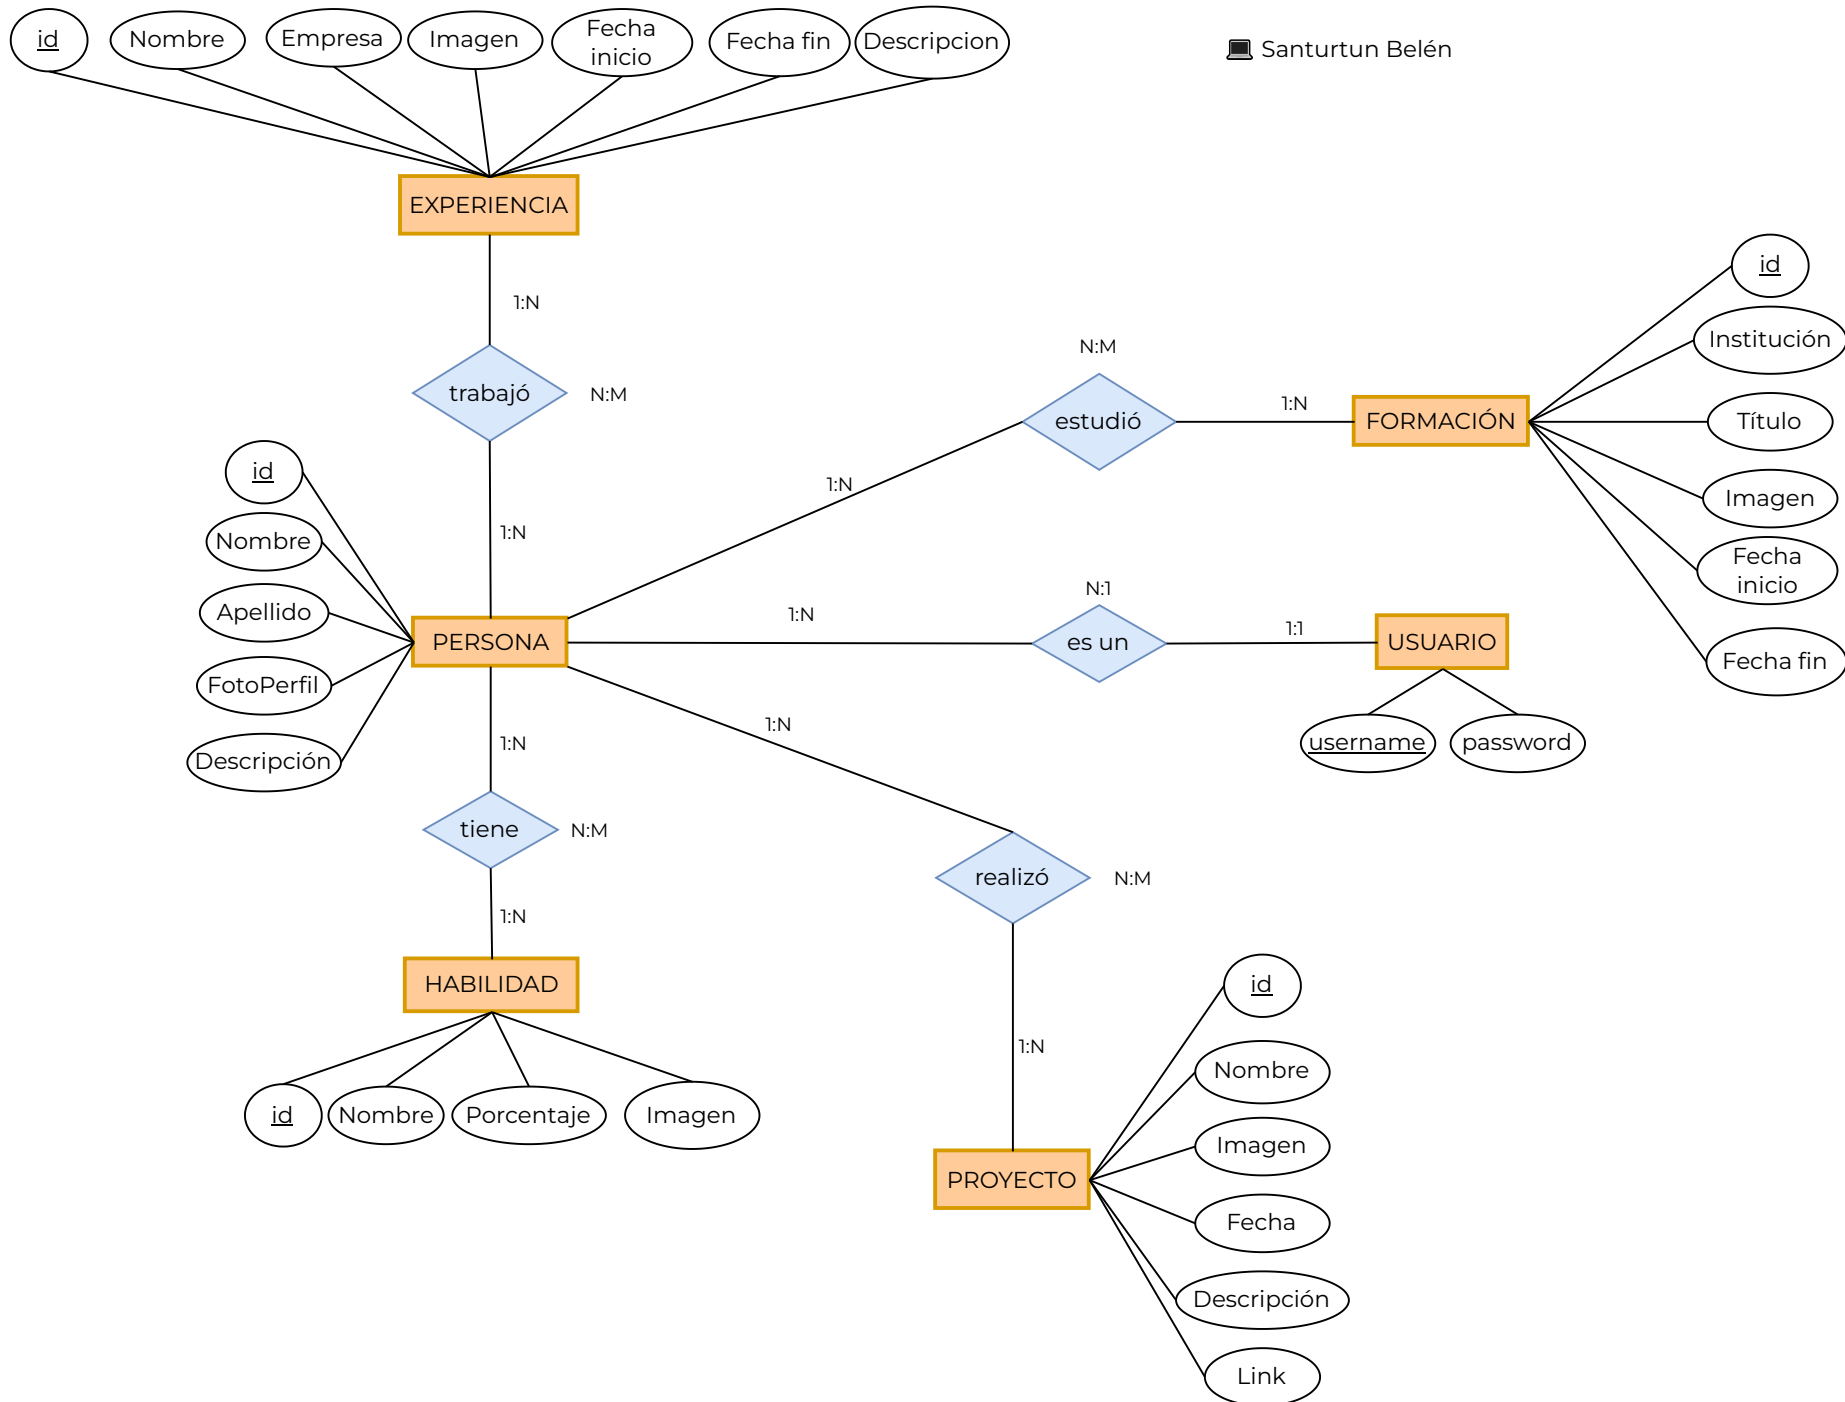 id
Nombre
Empresa
Imagen
Fecha
inicio
Fecha fin
Descripcion
Santurtun Belén
EXPERIENCIA
1:N
trabajó
N:M
1:N
id
Nombre
Apellido
FotoPerfil
Descripción
PERSONA
N:M
estudió
1:N
1:N
FORMACIÓN
id
Institución
Título
Imagen
Fecha
inicio
Fecha fin
1:N
N:1
es un
1:1
USUARIO
username
password
1:N
tiene
N:M
1:N
HABILIDAD
id
Nombre
Porcentaje
Imagen
1:N
realizó
N:M
1:N
PROYECTO
id
Nombre
Imagen
Fecha
Descripción
Link